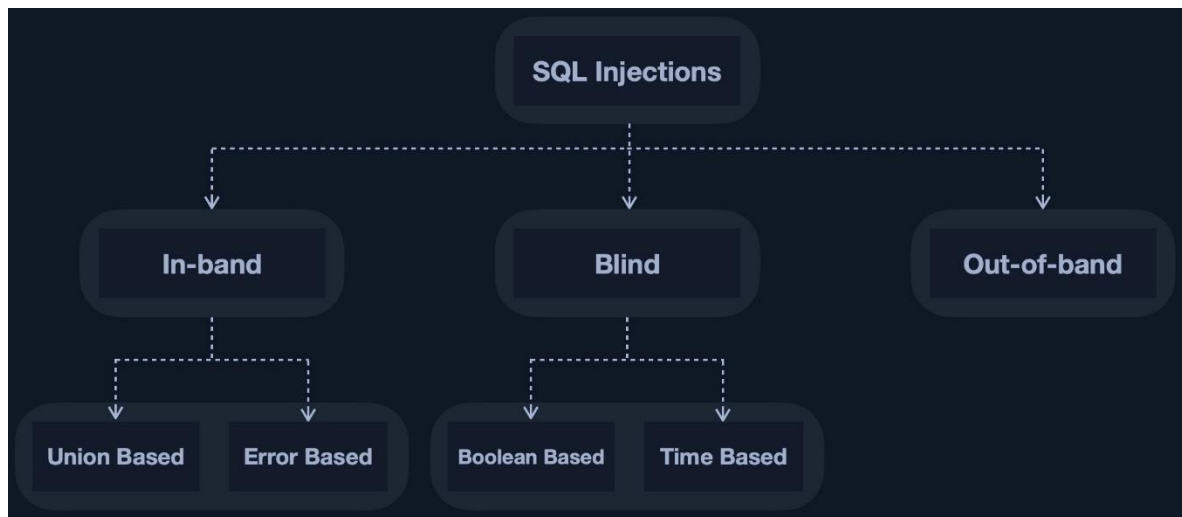 SQL Injections
In-band
Blind
Out-of-band
Union Based
Error Based
Boolean Based
Time Based